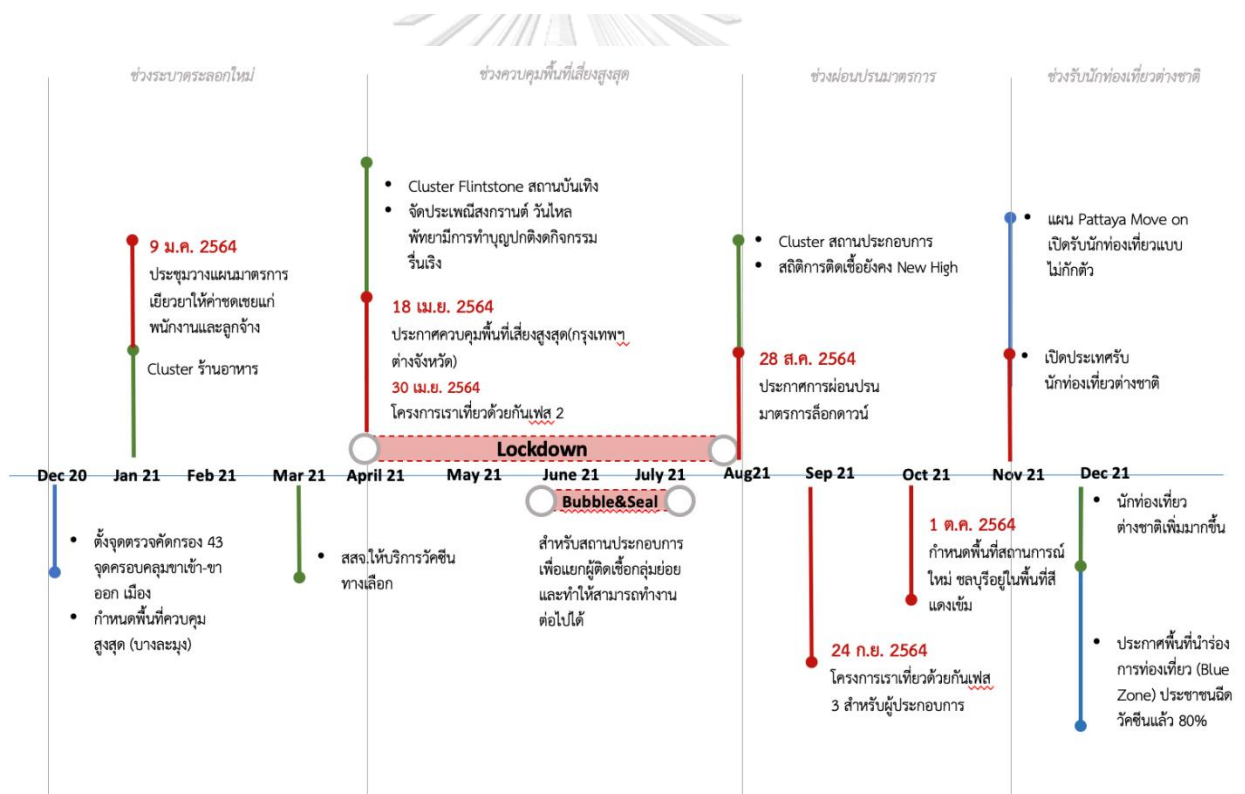 ช่วงระบาดระลอกใหม่
ช่วงควบคุมพื้นที่เสี่ยงสูงสุด
ช่วงผ่อนปรนมาตรการ
ช่วงรับนักท่องเที่ยวต่างชาติ
9 ม.ค. 2564
ประชุมวางแผนมาตรการ
เยียวยาให้ค่าชดเชยแก่
พนักงานและลูกจ้าง
Cluster ร้านอาหาร
• Cluster Flintstone สถานบันเทิง
• จัดประเพณีสงกรานต์ วันไหล
พัทยามีการทำบุญปกติงดกิจกรรม
รื่นเริง
18 เม.ย. 2564
ประกาศควบคุมพื้นที่เสี่ยงสูงสุด(กรุงเทพฯ
ต่างจังหวัด)
30 เม.ย. 2564
โครงการเราเที่ยวด้วยกันเฟส 2
• Cluster สถานประกอบการ
• สถิติการติดเชื้อยังคง New High
28 ส.ค. 2564
ประกาศการผ่อนปรน
มาตรการล็อกดาวน์
• แผน Pattaya Move on
เปิดรับนักท่องเที่ยวแบบ
ไม่กักตัว
• เปิดประเทศรับ
นักท่องเที่ยวต่างชาติ
Lockdown
Dec 20 Jan 21 Feb 21 Mar 21 April 21 May 21 June 21 July 21 Aug21 Sep 21 Oct 21 Nov 21 Dec 21
Bubble&Seal
• ตั้งจุดตรวจคัดกรอง 43
จุดครอบคลุมขาเข้า-ขา
ออก เมือง
• กำหนดพื้นที่ควบคุม
สูงสุด (บางละมุง)
• สสจ.ให้บริการวัคซีน
ทางเลือก
สำหรับสถานประกอบการ
เพื่อแยกผู้ติดเชื้อกลุ่มย่อย
และทำให้สามารถทำงาน
ต่อไปได้
24 ก.ย. 2564
โครงการเราเที่ยวด้วยกันเฟส
3 สำหรับผู้ประกอบการ
1 ต.ค. 2564
กำหนดพื้นที่สถานการณ์
ใหม่ ชลบุรีอยู่ในพื้นที่สี
แดงเข้ม
• นักท่องเที่ยว
ต่างชาติเพิ่มมากขึ้น
• ประกาศพื้นที่นำร่อง
การท่องเที่ยว (Blue
Zone) ประชาชนฉีด
วัคซีนแล้ว 80%